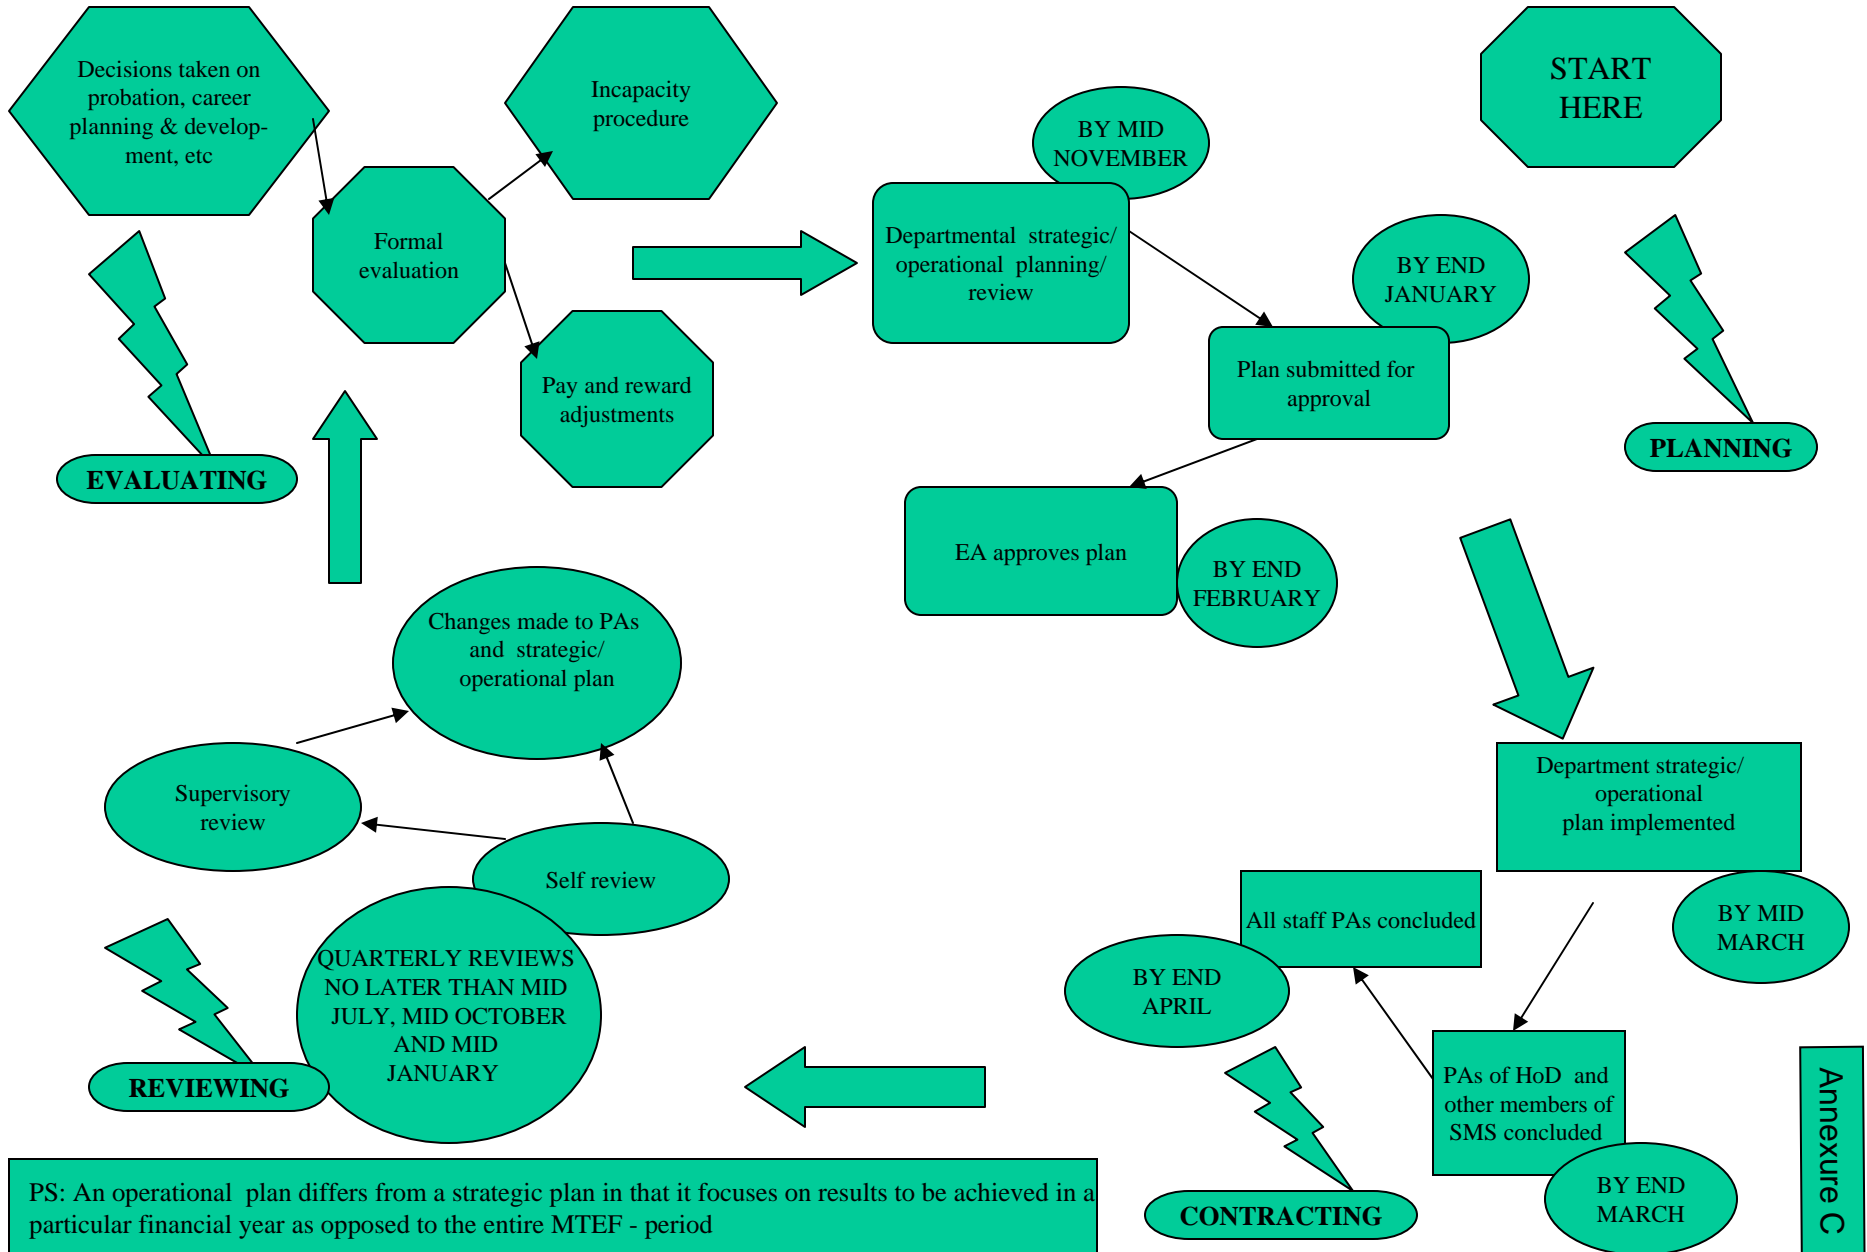 START
HERE
PLANNING
BY MID
NOVEMBER
Departmental strategic/
operational planning/
review
BY END
JANUARY
Plan submitted for
approval
EA approves plan
BY END
FEBRUARY
Department strategic/
operational
plan implemented
BY MID
MARCH
PAs of HoD and
other members of
SMS concluded
BY END
MARCH
All staff PAs concluded
BY END
APRIL
CONTRACTING
QUARTERLY REVIEWS
NO LATER THAN MID
JULY, MID OCTOBER
AND MID
JANUARY
REVIEWING
Self review
Supervisory
review
Changes made to PAs
and strategic/
operational plan
EVALUATING
Decisions taken on
probation, career
planning & develop-
ment, etc
Formal
evaluation
Incapacity
procedure
Pay and reward
adjustments
PS: An operational plan differs from a strategic plan in that it focuses on results to be achieved in a
particular financial year as opposed to the entire MTEF - period
Annexure C